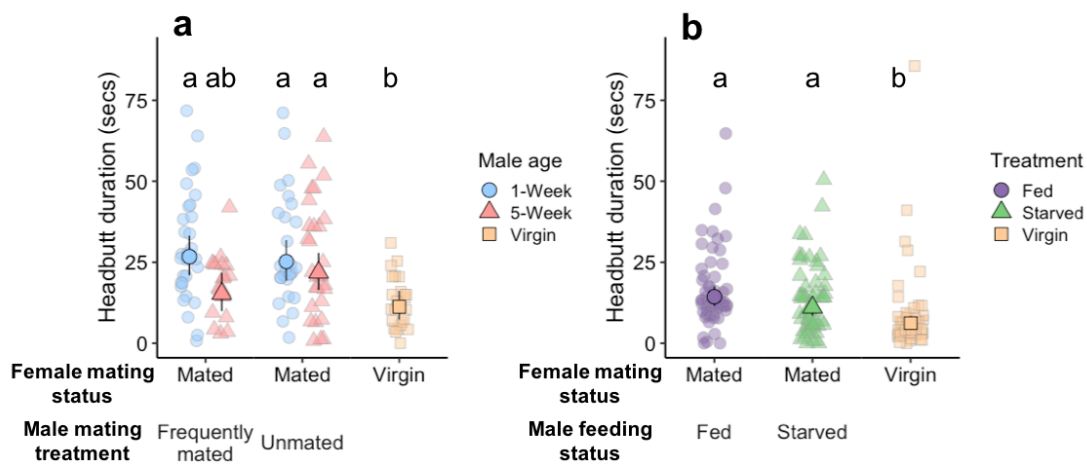 a
a ab a a b
Headbutt duration (secs)
75
50
25
0
Male age
1-Week
5-Week
Virgin
Female mating
status
Mated Mated Virgin
Male mating
treatment
Frequently
mated
Unmated
b
a a b
Headbutt duration (secs)
75
50
25
0
Treatment
Fed
Starved
Virgin
Female mating
status
Mated Mated Virgin
Male feeding
status
Fed Starved